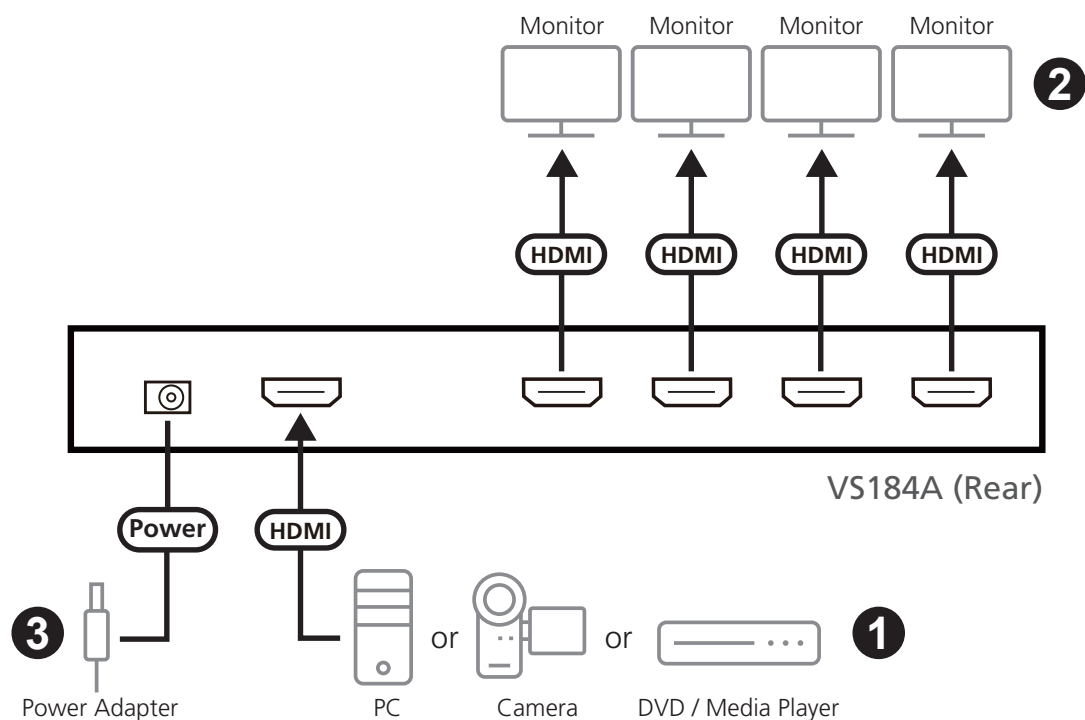 Monitor Monitor Monitor Monitor
2
HDMI HDMI HDMI HDMI
VS184A (Rear)
Power HDMI
3 or or 1
Power Adapter PC Camera DVD / Media Player